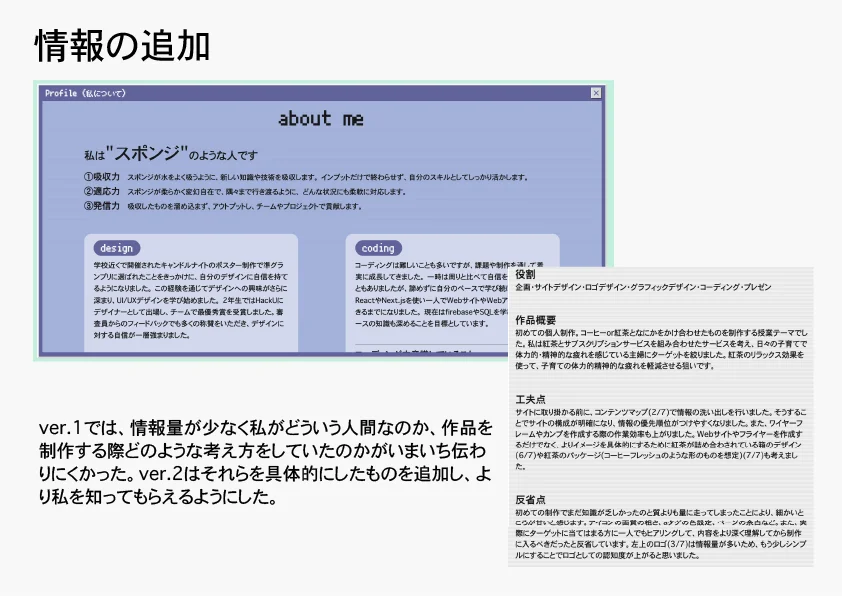 情報の追加
Profile (私について)
about me
私は"スポンジ"のような人です
①吸収力 スポンジが水をよく吸うように、新しい知識や技術を吸収します。インプットだけで終わらず、自分のスキルとしてしっかり活かします。
②適応力 スポンジが柔らかく変幻自在で、隅々まで行き渡るように、どんな状況にも柔軟に対応します。
③発信力 吸収したものを溜め込まず、アウトプットし、チームやプロジェクトで貢献します。
design
学校近くで開催されたキャンドルナイトのポスター制作で準グラ
ンプリに選ばれたことをきっかけに、自分のデザインに自信を持て
るようになりました。この経験を通じてデザインへの興味がさらに
深まり、UI/UXデザインを学び始めました。2年生ではHackUに
デザイナーとして出場し、チームで最優秀賞を受賞しました。審
査員からのフィードバックでも多くの称賛をいただき、デザインに
対する自信が一層強まりました。
coding
コーディングは難しいことも多いですが、課題や制作を通して着
実に成長してきました。一時は周りと比べて自信を
ともありましたが、諦めずに自分のペースで学び続
ReactやNext.jsを使い一人でWebサイトやWebア
きるまでになりました。現在はfirebaseやSQLを学
ースの知識も深めることを目標としています。
役割
企画・サイトデザイン・ロゴデザイン・グラフィックデザイン・コーディング・プレゼン
作品概要
初めての個人制作。コーヒーor紅茶となにかをかけ合わせたものを制作する授業テーマでし
た。私は紅茶とサブスクリプションサービスを組み合わせたサービスを考え、日々の子育てで
体力的・精神的な疲れを感じている主婦にターゲットを絞りました。紅茶のリラックス効果を
使って、子育ての体力的精神的な疲れを軽減させる狙いです。
工夫点
サイトに取り掛かる前に、コンテンツマップ(2/7)で情報の洗い出しを行いました。そうするこ
とでサイトの構成が明確になり、情報の優先順位がつけやすくなりました。また、ワイヤーフ
レームやカンプを作成する際の作業効率も上がりました。Webサイトやフライヤーを作成す
るだけでなく、よりイメージを具体的にするために紅茶が詰め合わされている箱のデザイン
(6/7)や紅茶のパッケージ(コーヒーフレッシュのような形のものを想定)(7/7)も考えまし
た。
反省点
初めての制作でまだ知識が乏しかったのと質よりも量に走ってしまったことにより、細かいと
際にターゲットに当てはまる方に一人でもヒアリングして、内容をより深く理解してから制作
に入るべきだったと反省しています。左上のロゴ(3/7)は情報量が多いため、もう少しシンプ
ルにすることでロゴとしての認知度が上がると思いました。
ver.1では、情報量が少なく私がどういう人間なのか、作品を
制作する際どのような考え方をしていたのかがいまいち伝わ
りにくかった。ver.2はそれらを具体的にしたものを追加し、よ
り私を知ってもらえるようにした。